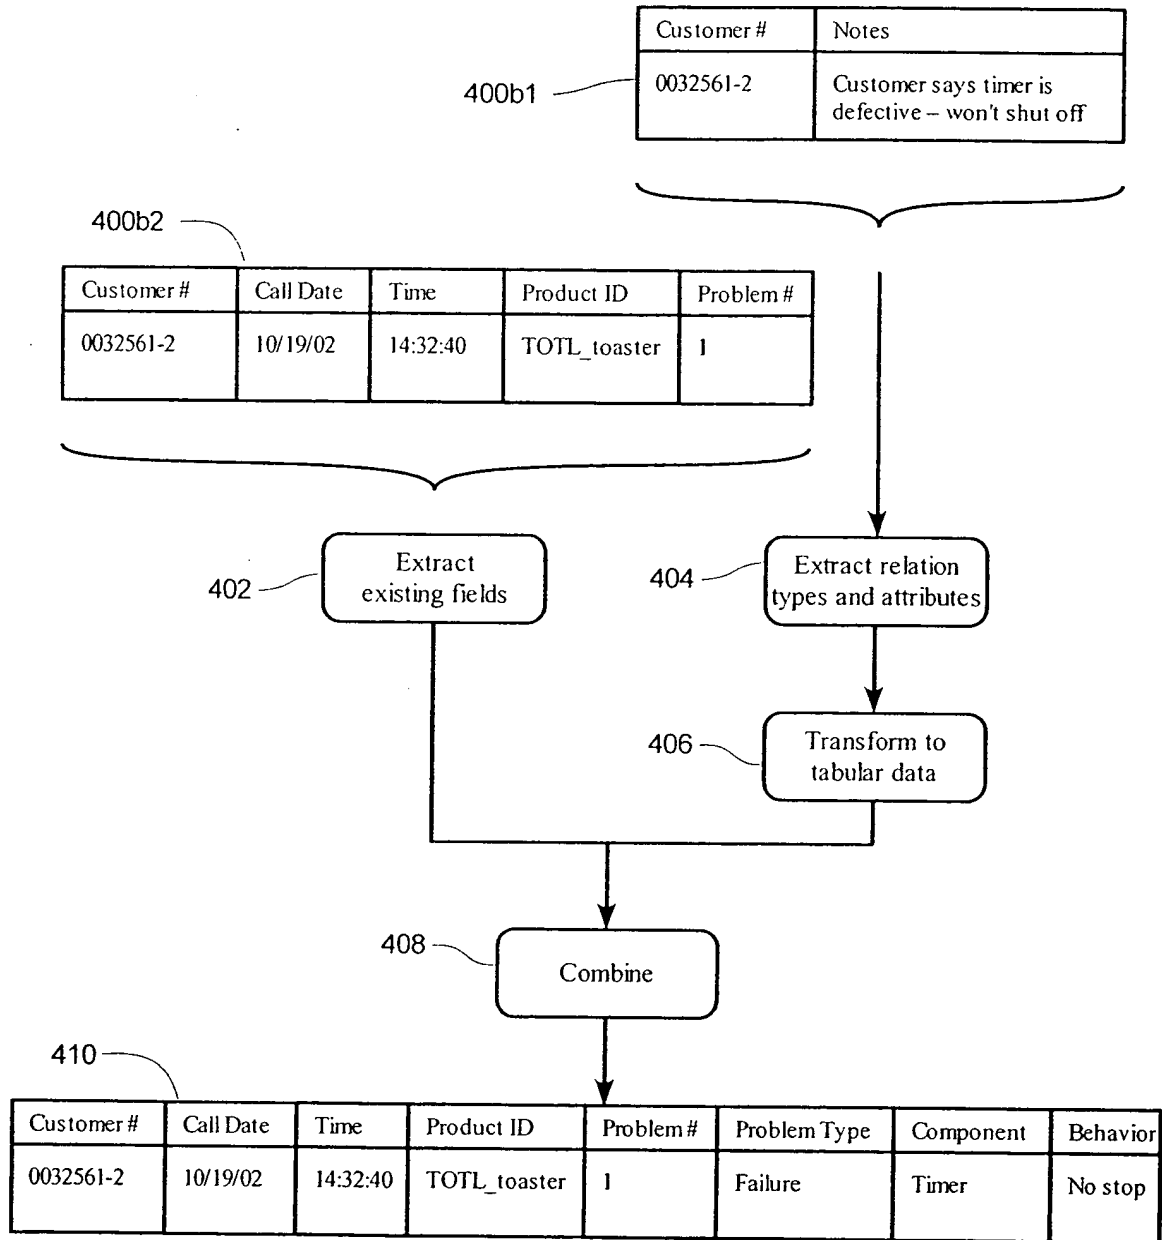 Customer # Notes
400b1
0032561-2 Customer says timer is
defective – won't shut off
400b2
Customer # Call Date Time Product ID Problem #
0032561-2 10/19/02 14:32:40 TOTL_toaster 1
402
Extract
existing fields
404
Extract relation
types and attributes
406
Transform to
tabular data
408
Combine
410
Customer # Call Date Time Product ID Problem # Problem Type Component Behavior
0032561-2 10/19/02 14:32:40 TOTL_toaster 1 Failure Timer No stop